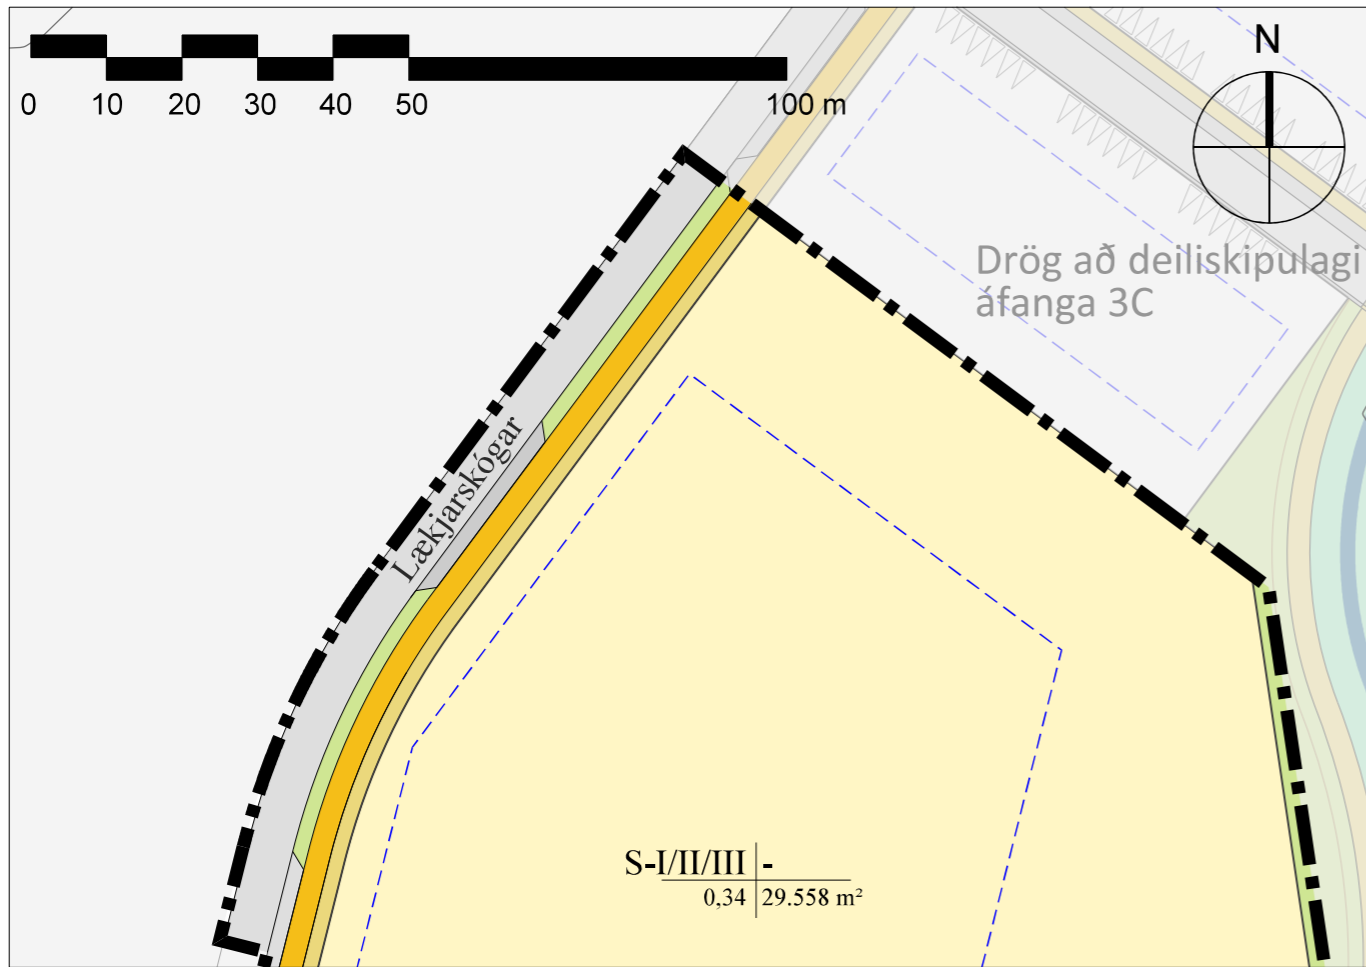 0 10 20 30 40 50 100 m
N
Drög að deiliskipulagi
áfanga 3C
Lækjarskógar
S-I/II/III -
0,34 29.558 m²